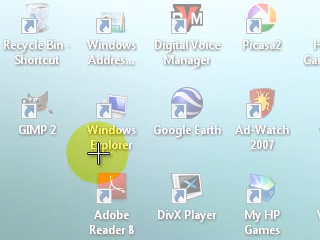 Recycle Bin - Shortcut
Windows Addres...
Digital Voice Manager
Picasa2
GIMP 2
Windows Explorer
Google Earth
Ad-Watch 2007
Adobe Reader 8
DivX Player
My HP Games